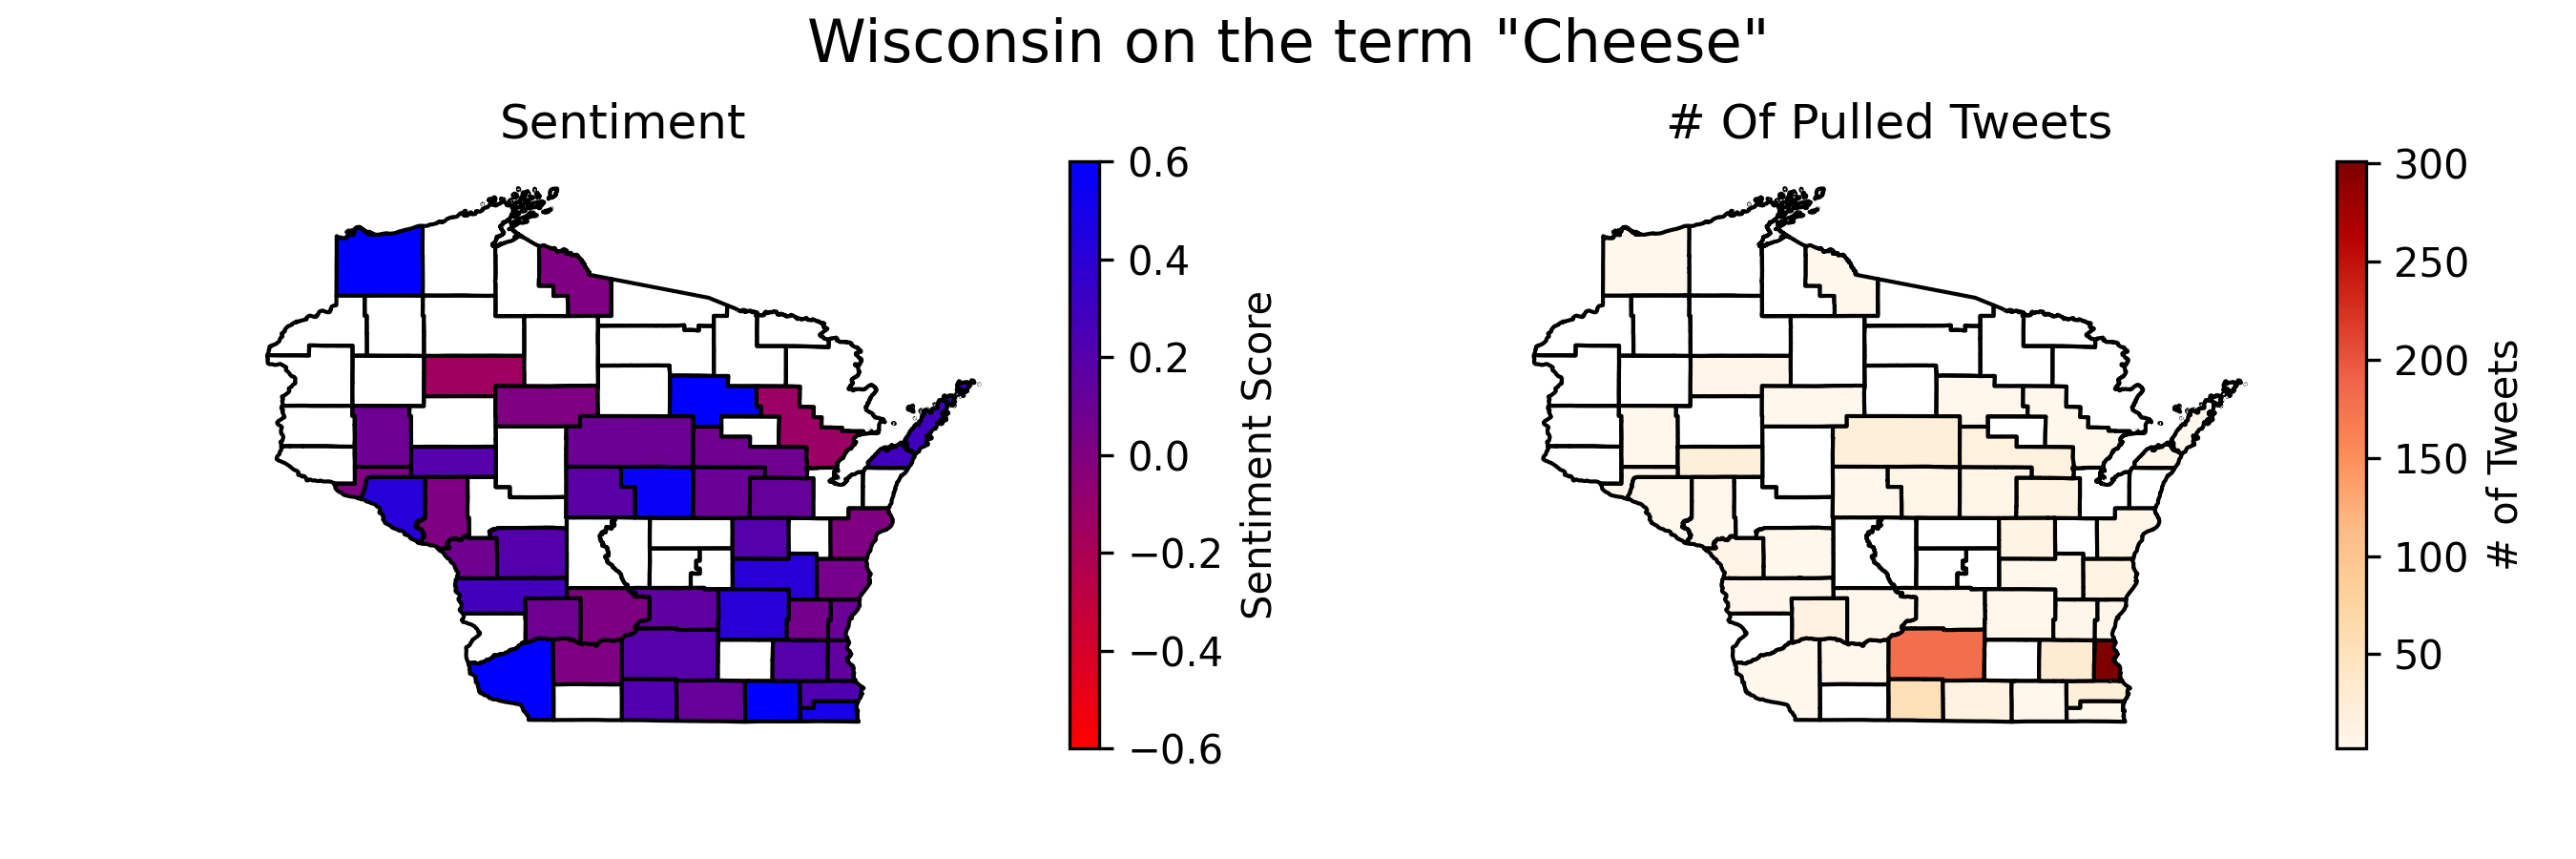 Wisconsin on the term "Cheese"
Sentiment
0.6
0.4
0.2
0.0
−0.2
−0.4
−0.6
Sentiment Score
# Of Pulled Tweets
300
250
200
150
100
50
# of Tweets